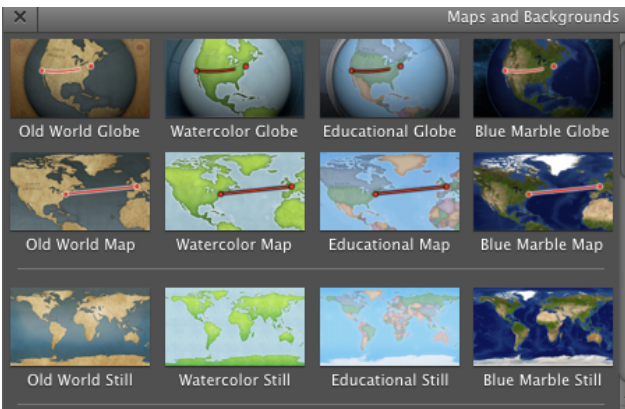 Maps and Backgrounds
Old World Globe
Watercolor Globe
Educational Globe
Blue Marble Globe
Old World Map
Watercolor Map
Educational Map
Blue Marble Map
Old World Still
Watercolor Still
Educational Still
Blue Marble Still